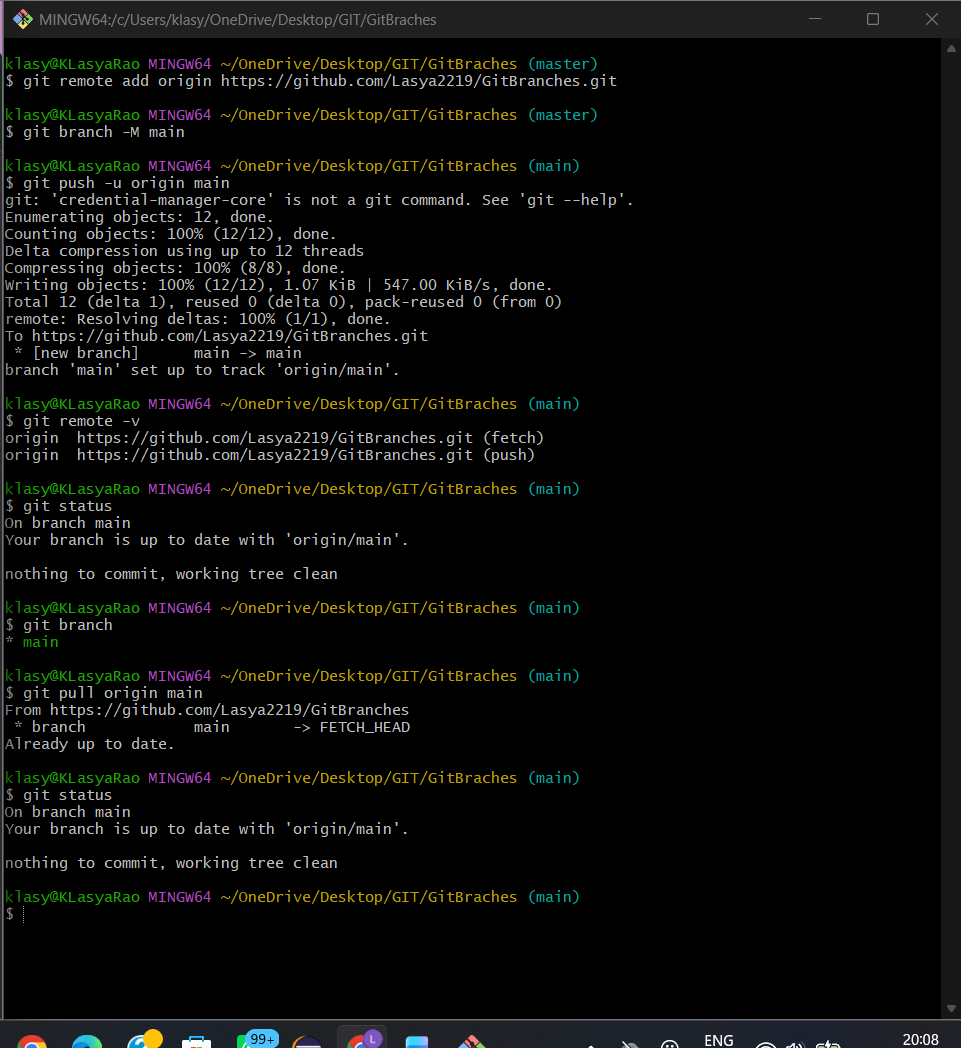 MINGW64:/c/Users/klasy/OneDrive/Desktop/GIT/GitBraches
klasy@KLasyaRao MINGW64 ~/OneDrive/Desktop/GIT/GitBraches (master)
$ git remote add origin https://github.com/Lasya2219/GitBranches.git
klasy@KLasyaRao MINGW64 ~/OneDrive/Desktop/GIT/GitBraches (master)
$ git branch -M main
klasy@KLasyaRao MINGW64 ~/OneDrive/Desktop/GIT/GitBraches (main)
$ git push -u origin main
git: 'credential-manager-core' is not a git command. See 'git --help'.
Enumerating objects: 12, done.
Counting objects: 100% (12/12), done.
Delta compression using up to 12 threads
Compressing objects: 100% (8/8), done.
Writing objects: 100% (12/12), 1.07 KiB | 547.00 KiB/s, done.
Total 12 (delta 1), reused 0 (delta 0), pack-reused 0 (from 0)
remote: Resolving deltas: 100% (1/1), done.
To https://github.com/Lasya2219/GitBranches.git
 * [new branch]      main -> main
branch 'main' set up to track 'origin/main'.
klasy@KLasyaRao MINGW64 ~/OneDrive/Desktop/GIT/GitBraches (main)
$ git remote -v
origin  https://github.com/Lasya2219/GitBranches.git (fetch)
origin  https://github.com/Lasya2219/GitBranches.git (push)
klasy@KLasyaRao MINGW64 ~/OneDrive/Desktop/GIT/GitBraches (main)
$ git status
On branch main
Your branch is up to date with 'origin/main'.
nothing to commit, working tree clean
klasy@KLasyaRao MINGW64 ~/OneDrive/Desktop/GIT/GitBraches (main)
$ git branch
* main
klasy@KLasyaRao MINGW64 ~/OneDrive/Desktop/GIT/GitBraches (main)
$ git pull origin main
From https://github.com/Lasya2219/GitBranches
 * branch            main       -> FETCH_HEAD
Already up to date.
klasy@KLasyaRao MINGW64 ~/OneDrive/Desktop/GIT/GitBraches (main)
$ git status
On branch main
Your branch is up to date with 'origin/main'.
nothing to commit, working tree clean
klasy@KLasyaRao MINGW64 ~/OneDrive/Desktop/GIT/GitBraches (main)
$
99+
L
ENG
20:08